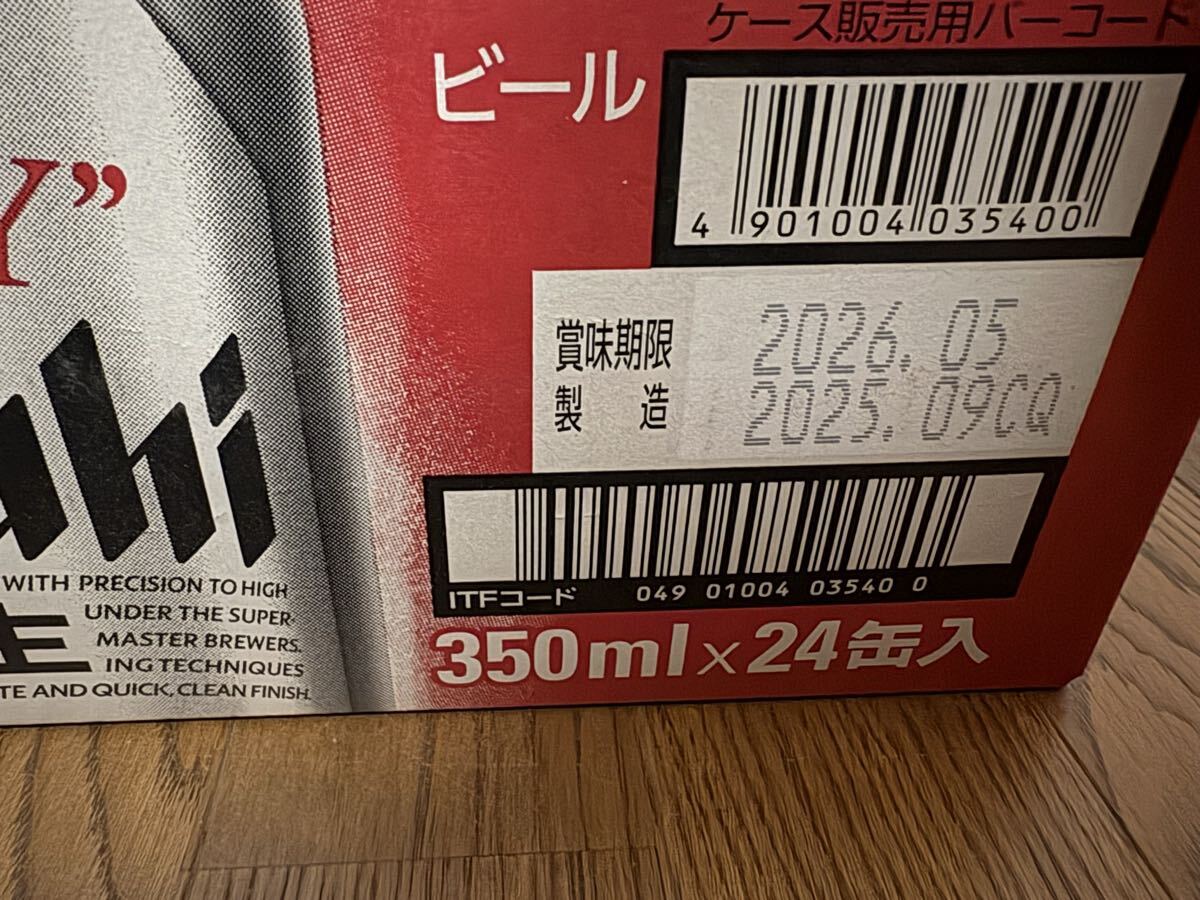 ケース販売用バーコード
ビール
4 901004 035400
Y”
賞味期限 2026.05
製造 2025.09CQ
ahi
ITFコード 049 01004 03540 0
WITH PRECISION TO HIGH
UNDER THE SUPER-
MASTER BREWERS.
ING TECHNIQUES
TE AND QUICK, CLEAN FINISH.
350ml×24缶入